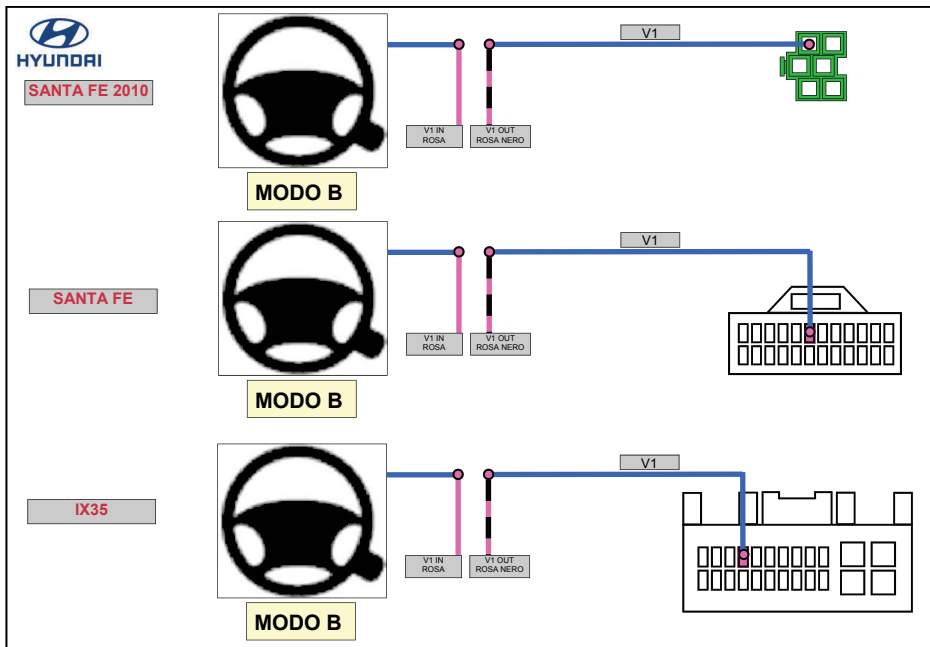 HYUNDAI
SANTA FE 2010
V1
V1 IN
ROSA
V1 OUT
ROSA NERO
MODO B
SANTA FE
V1
V1 IN
ROSA
V1 OUT
ROSA NERO
MODO B
IX35
V1
V1 IN
ROSA
V1 OUT
ROSA NERO
MODO B